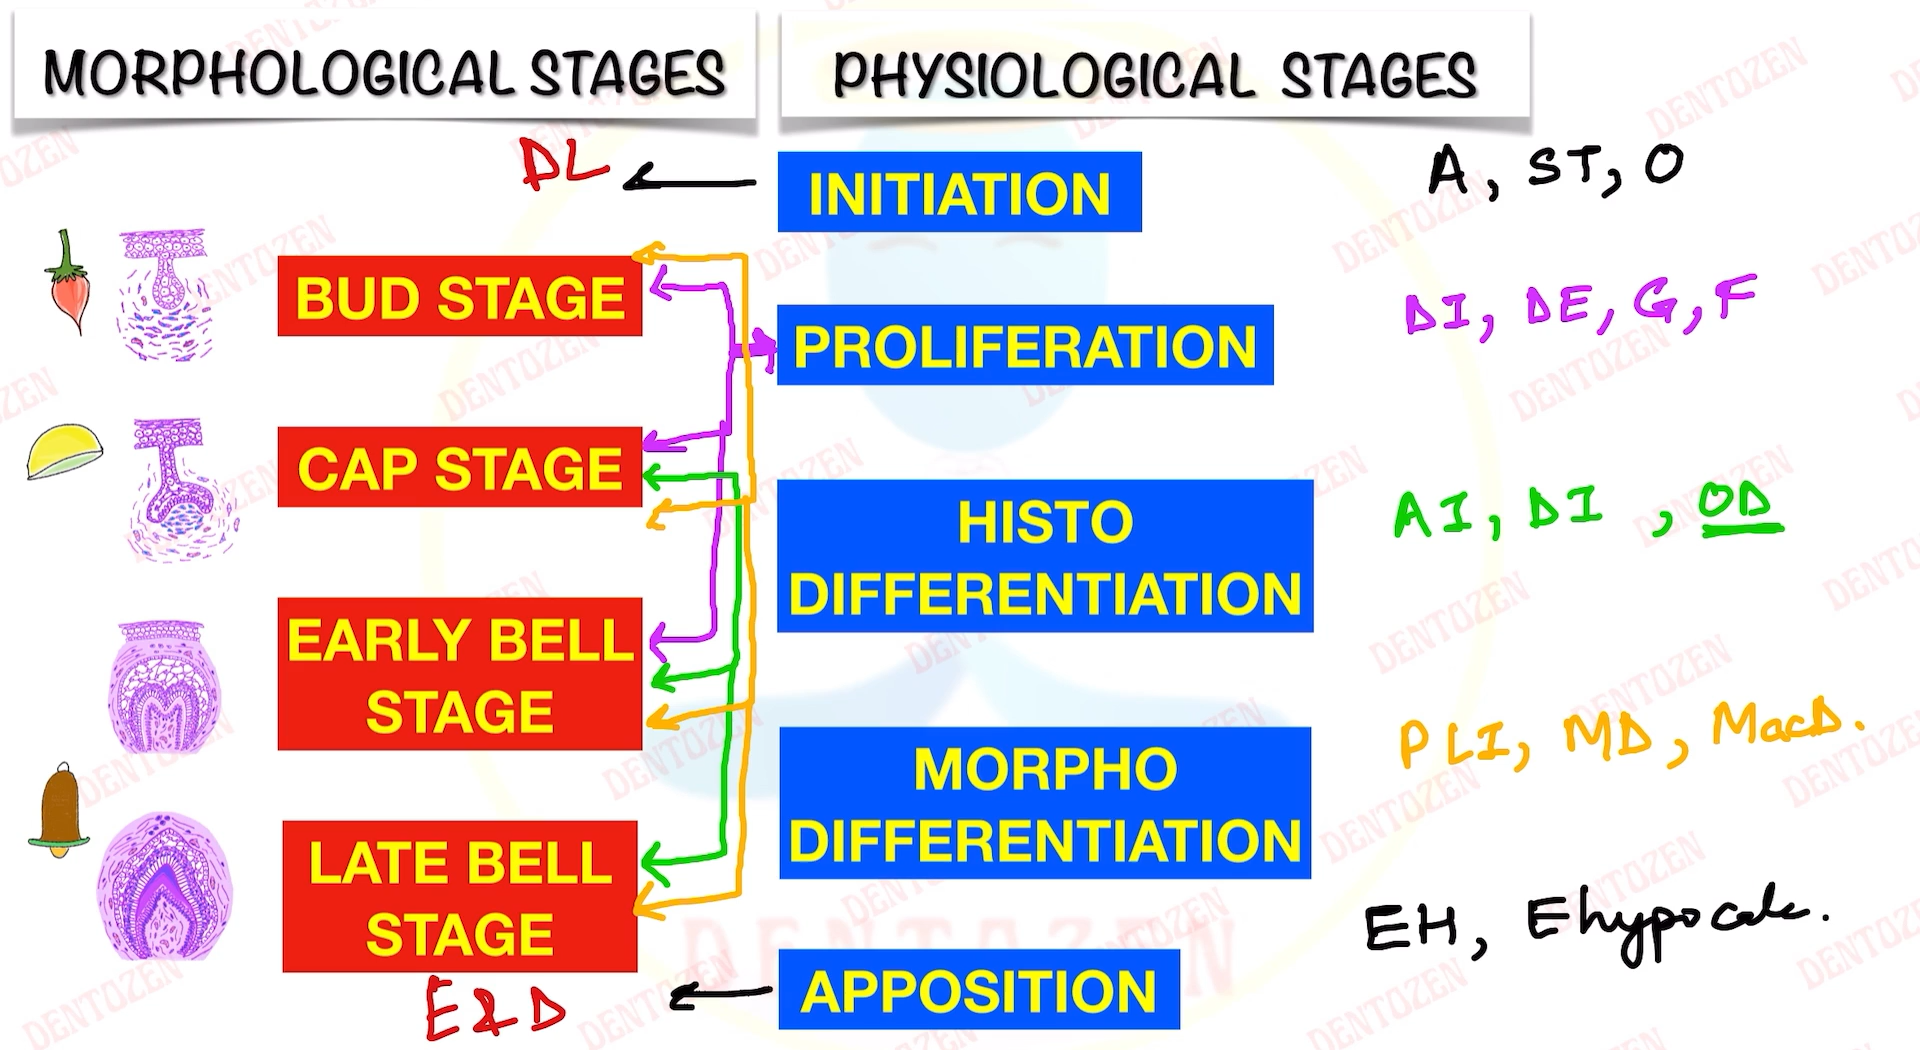 MORPHOLOGICAL STAGES
PHYSIOLOGICAL STAGES
DL
INITIATION
A, ST, O
BUD STAGE
PROLIFERATION
DI, DE, G, F
CAP STAGE
HISTO
DIFFERENTIATION
AI, DI, OD
EARLY BELL
STAGE
MORPHO
DIFFERENTIATION
PLI, MD, MacD.
LATE BELL
STAGE
EH, Ehypocalc.
E&D
APPOSITION
DENTOZEN